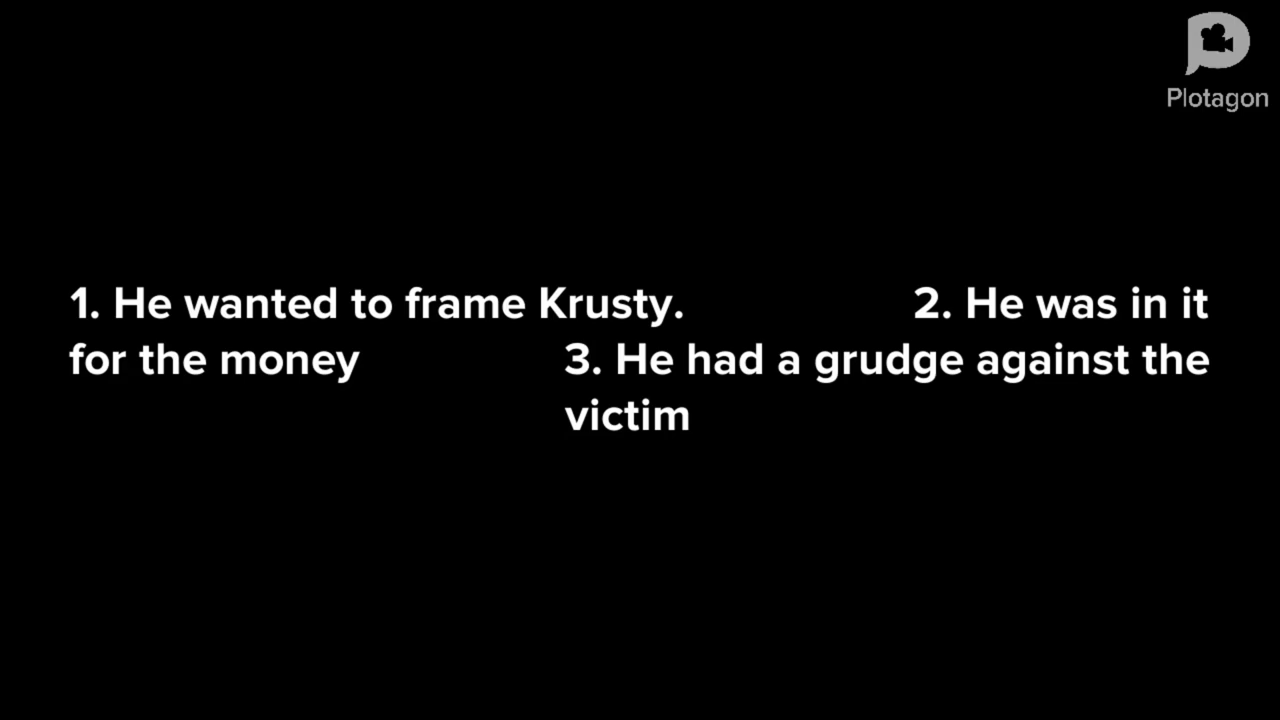 Plotagon
1. He wanted to frame Krusty. 2. He was in it
for the money 3. He had a grudge against the
victim